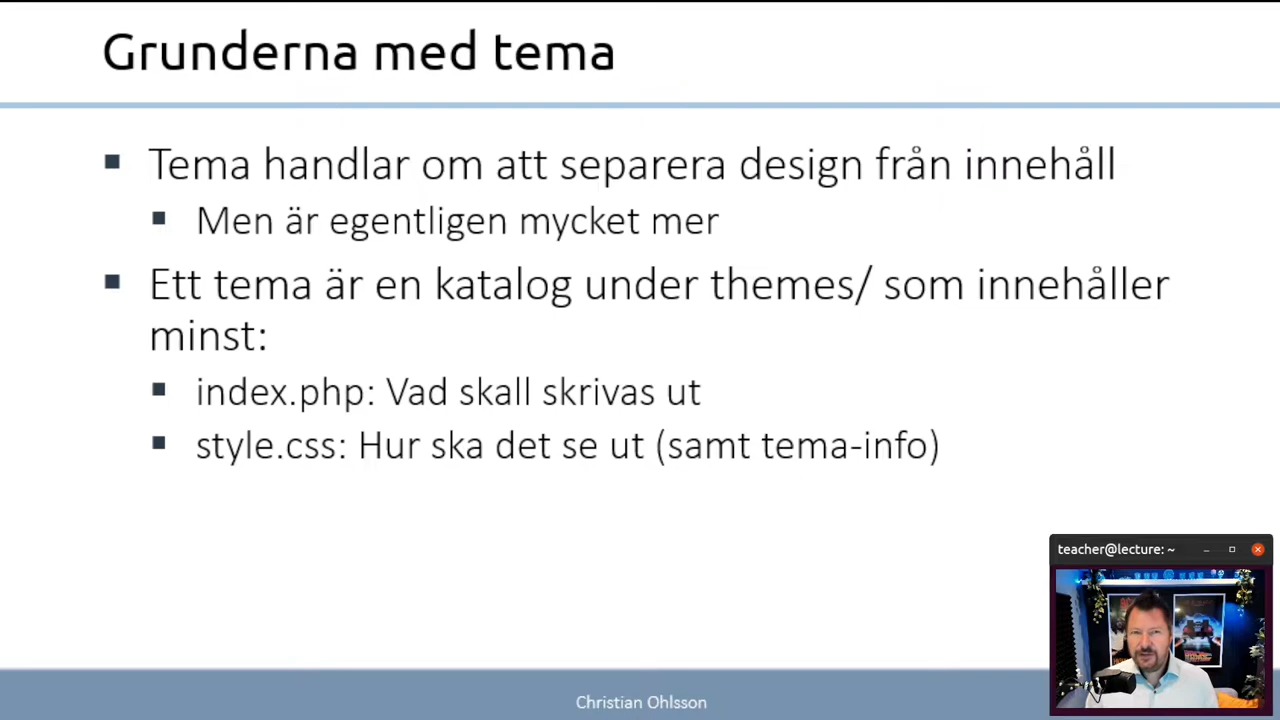 Grunderna med tema
Tema handlar om att separera design från innehåll
Men är egentligen mycket mer
Ett tema är en katalog under themes/ som innehåller
minst:
index.php: Vad skall skrivas ut
style.css: Hur ska det se ut (samt tema-info)
teacher@lecture: ~
Christian Ohlsson